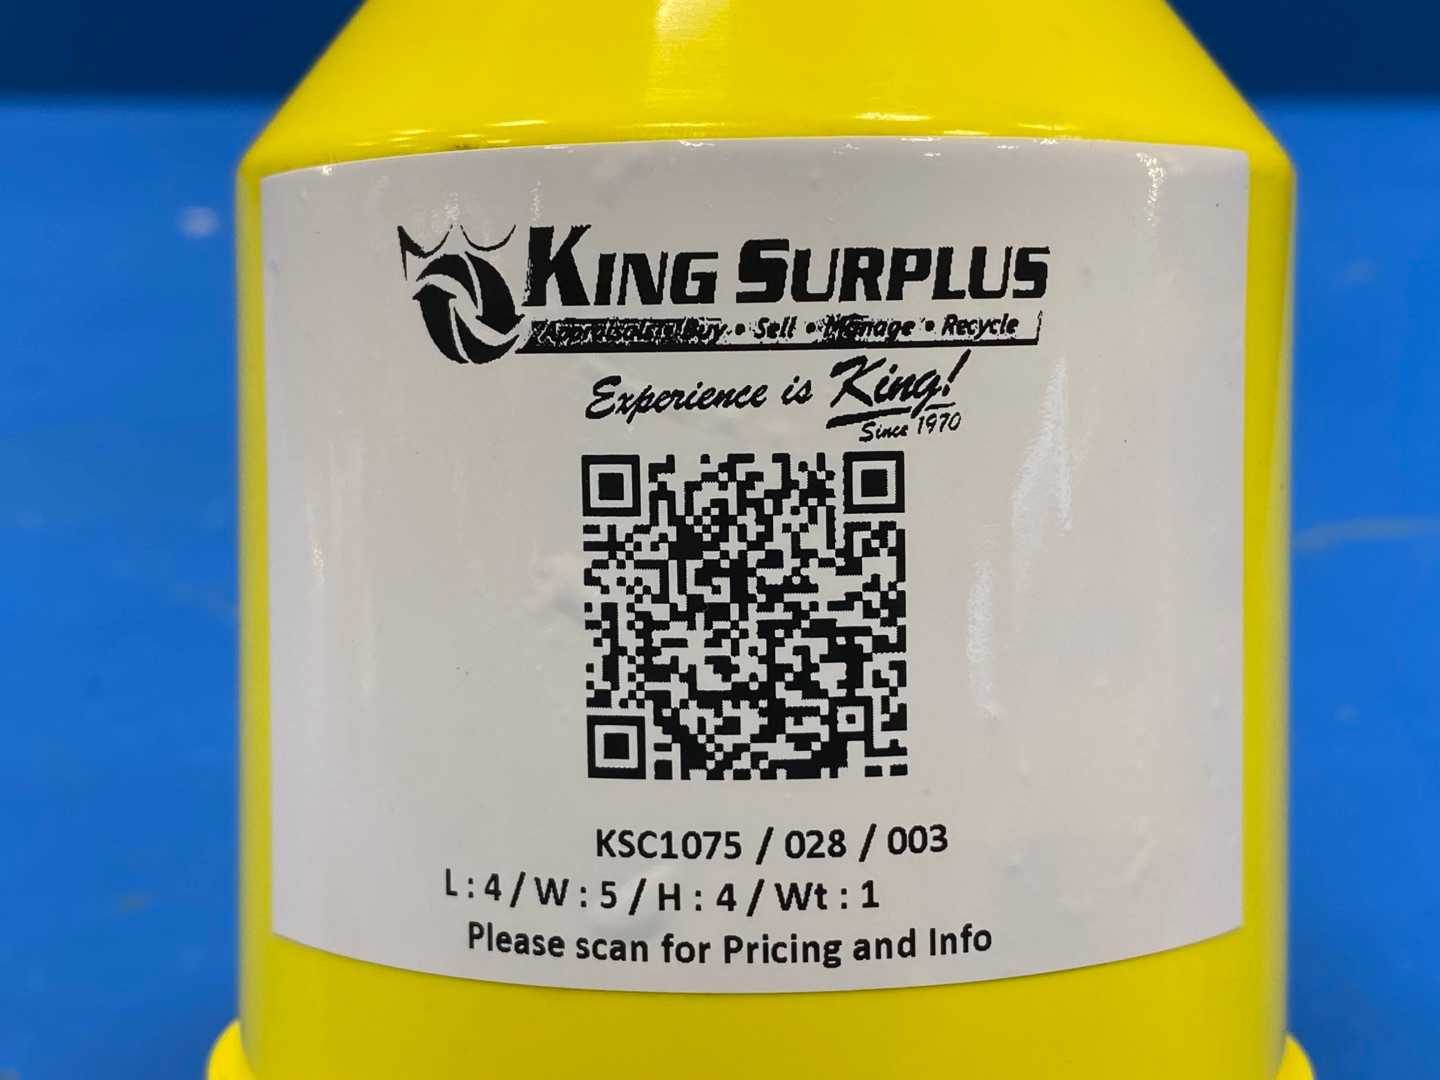 KING SURPLUS
Appraisals • Buy • Sell • Manage • Recycle
Experience is King!
Since 1970
KSC1075 / 028 / 003
L : 4 / W : 5 / H : 4 / Wt : 1
Please scan for Pricing and Info